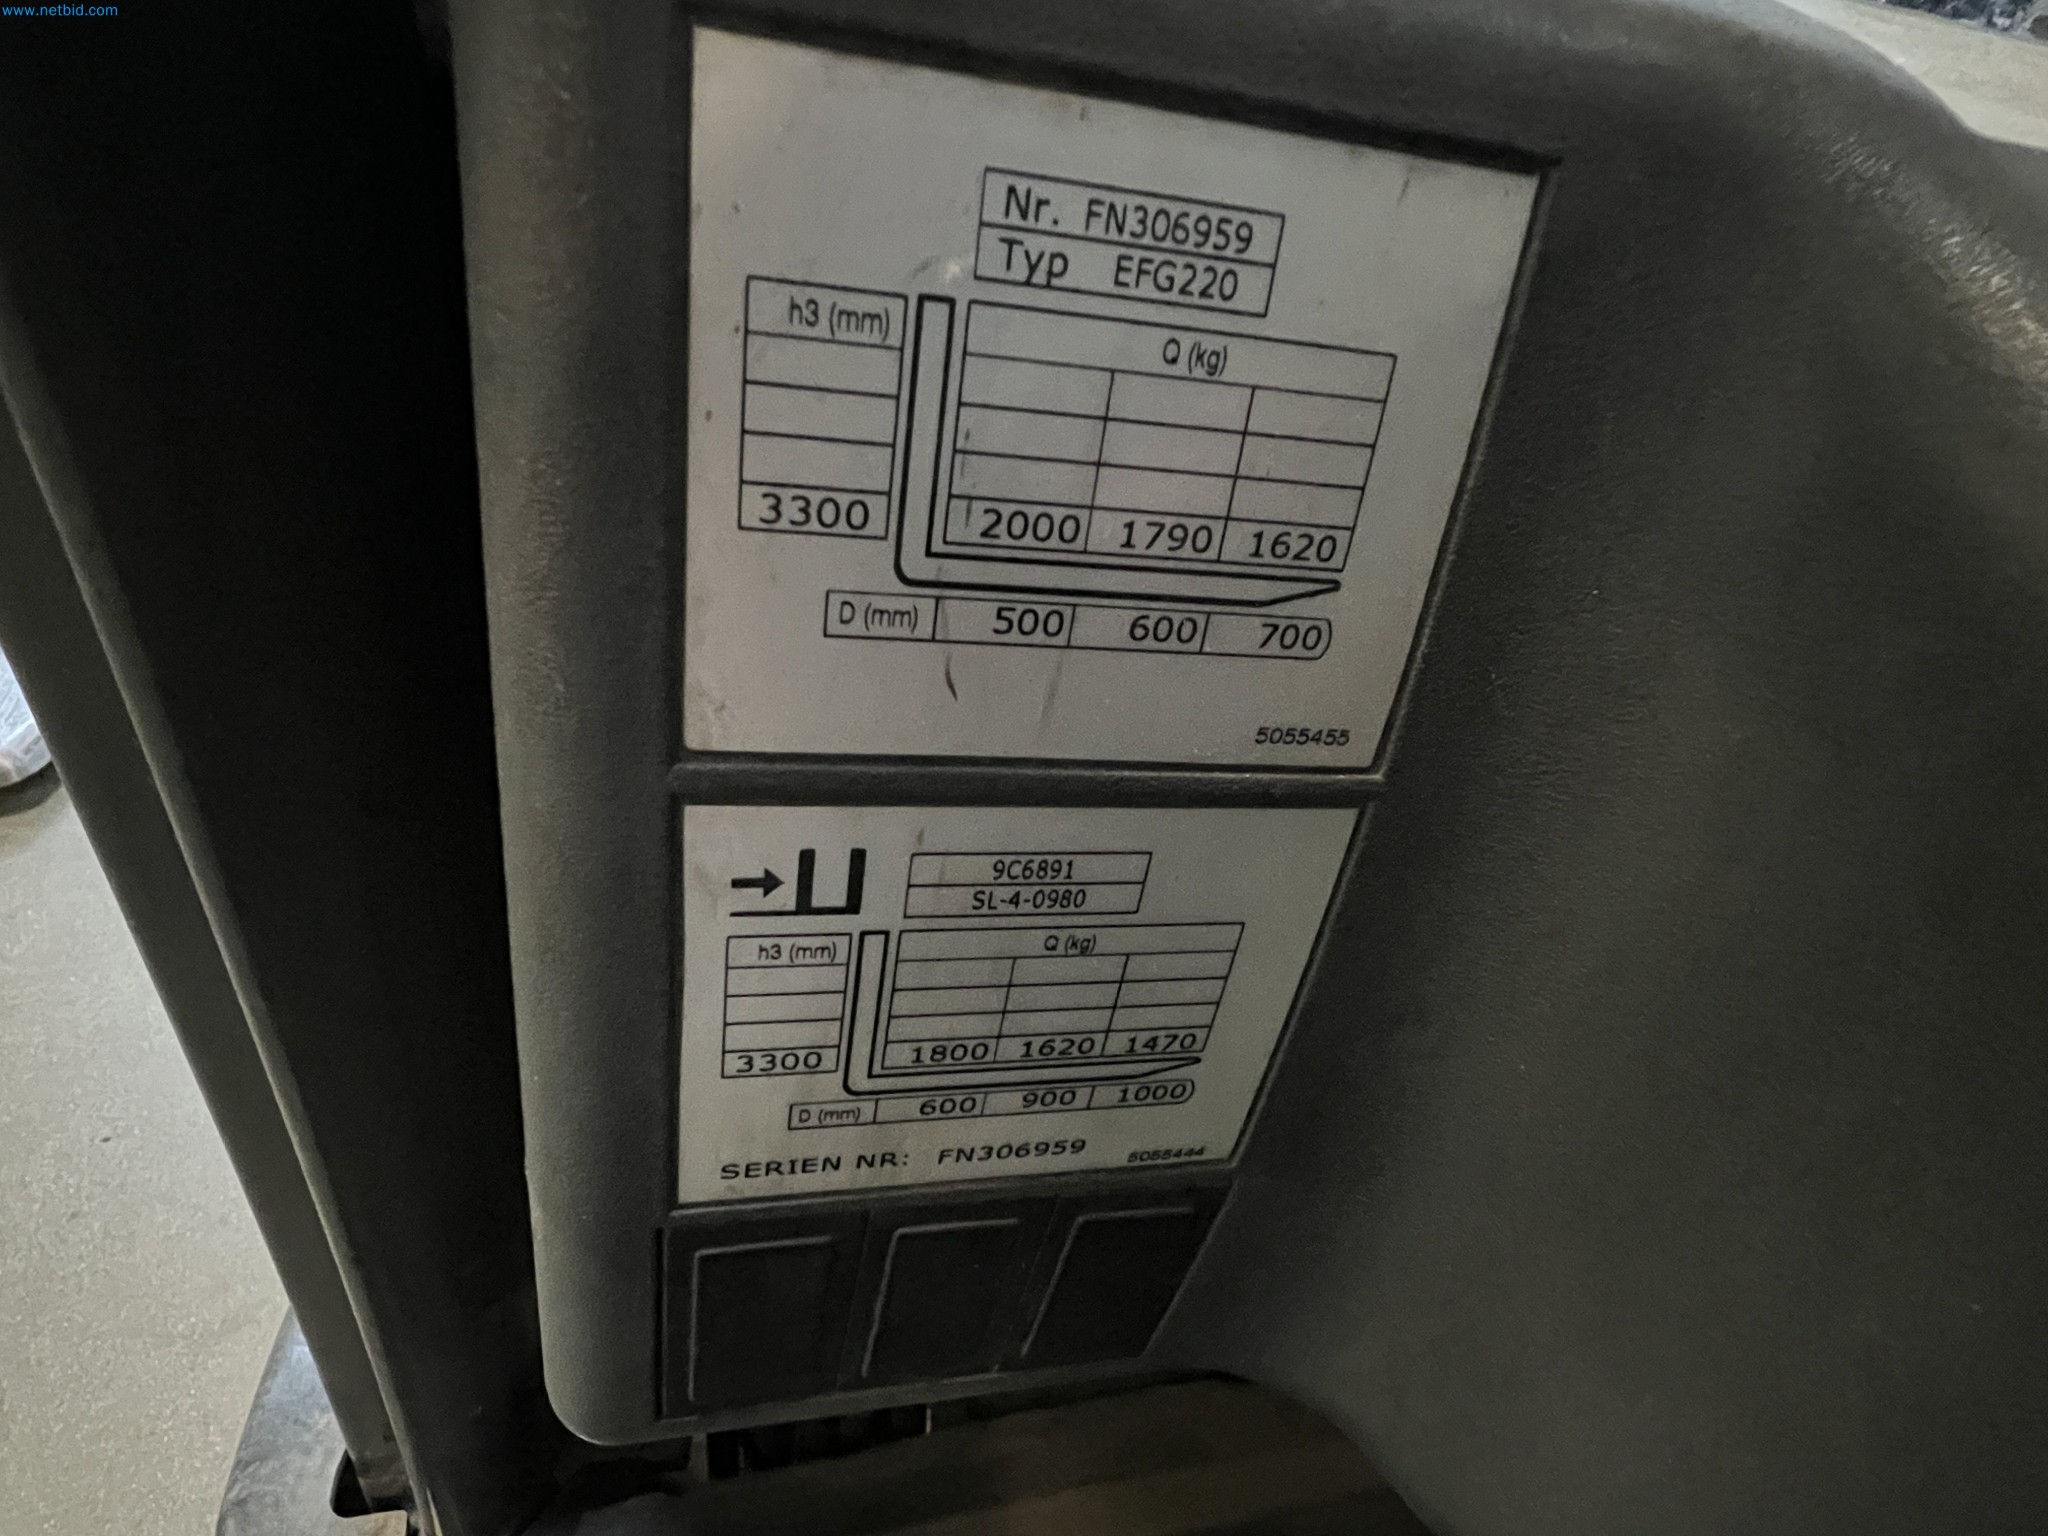 www.netbid.com
Nr. FN306959
Typ EFG220
h3 (mm)
Q (kg)
3300 2000 1790 1620
D (mm) 500 600 700
5055455
9C6891
SL-4-0980
h3 (mm)
Q (kg)
3300 1800 1620 1470
D (mm) 600 900 1000
SERIEN NR: FN306959 5055444